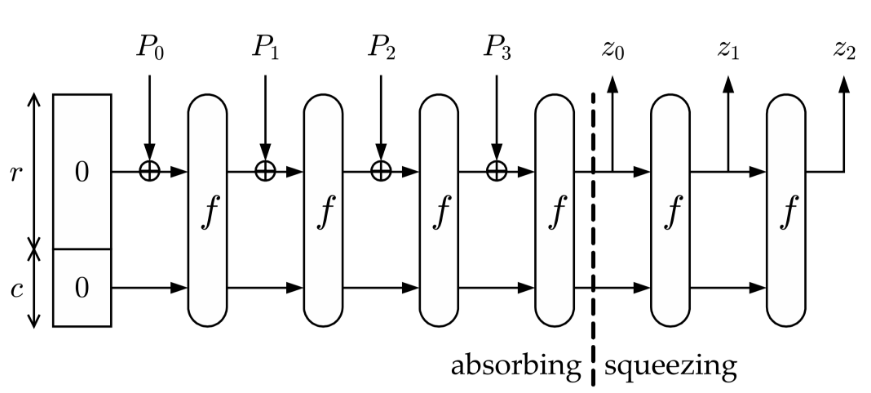 P₀ P₁ P₂ P₃ z₀ z₁ z₂
r 0
f f f f f f
c 0
absorbing squeezing